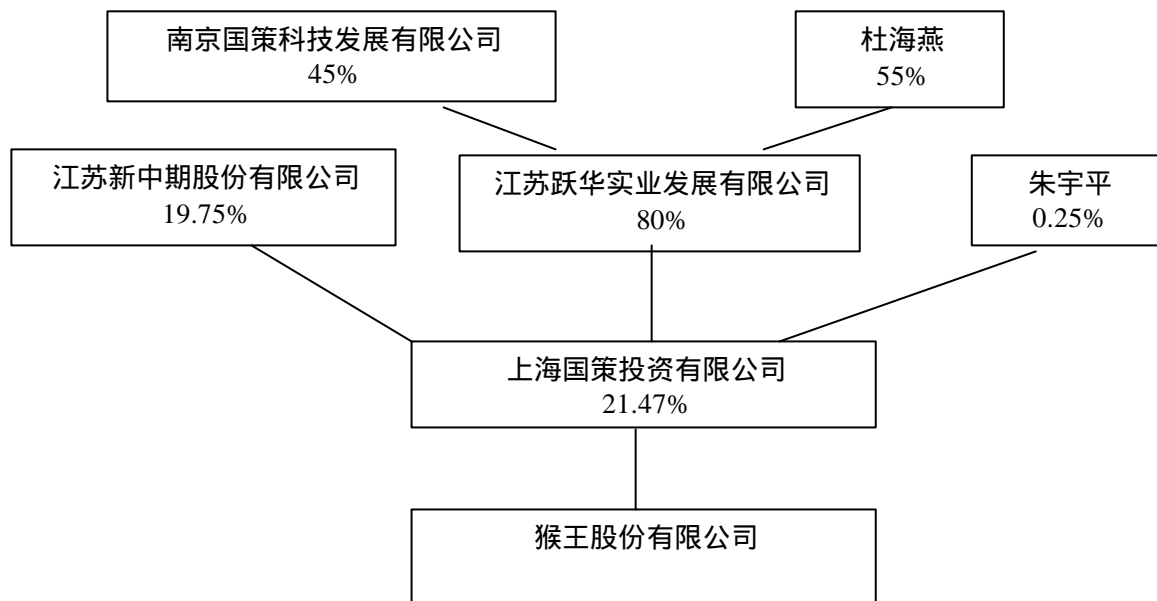 南京国策科技发展有限公司
45%
杜海燕
55%
江苏新中期股份有限公司
19.75%
江苏跃华实业发展有限公司
80%
朱宇平
0.25%
上海国策投资有限公司
21.47%
猴王股份有限公司